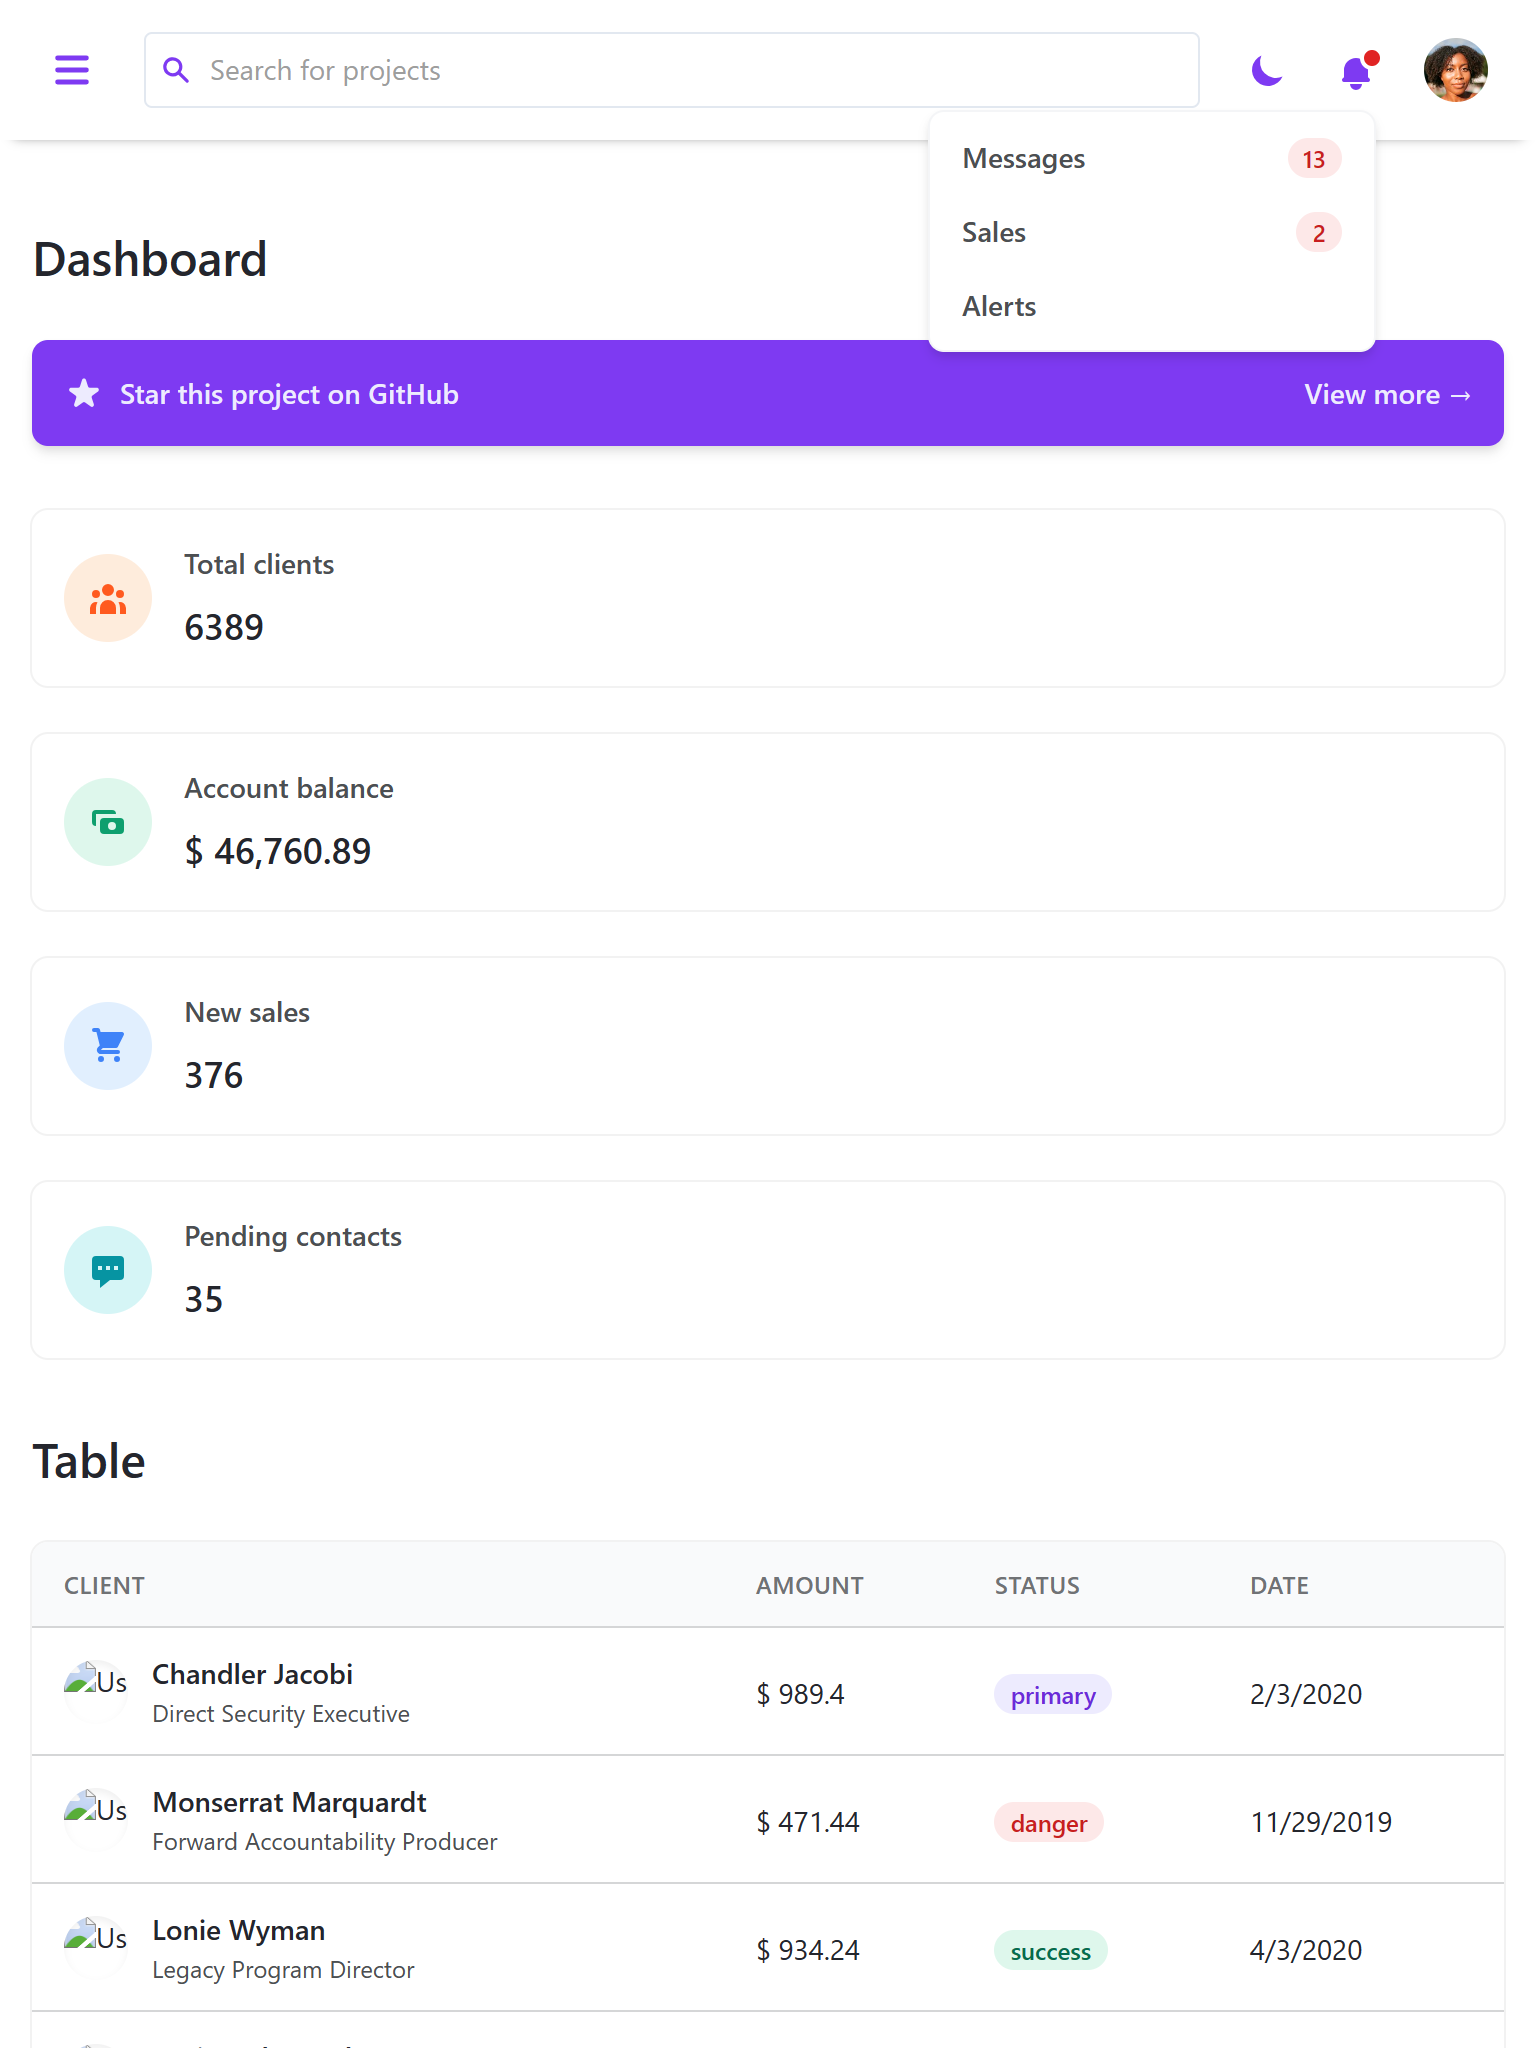 Search for projects
Messages 13
Sales 2
Alerts
Dashboard
Star this project on GitHub View more →
Total clients
6389
Account balance
$ 46,760.89
New sales
376
Pending contacts
35
Table
CLIENT AMOUNT STATUS DATE
Us Chandler Jacobi
Direct Security Executive
$ 989.4 primary 2/3/2020
Us Monserrat Marquardt
Forward Accountability Producer
$ 471.44 danger 11/29/2019
Us Lonie Wyman
Legacy Program Director
$ 934.24 success 4/3/2020